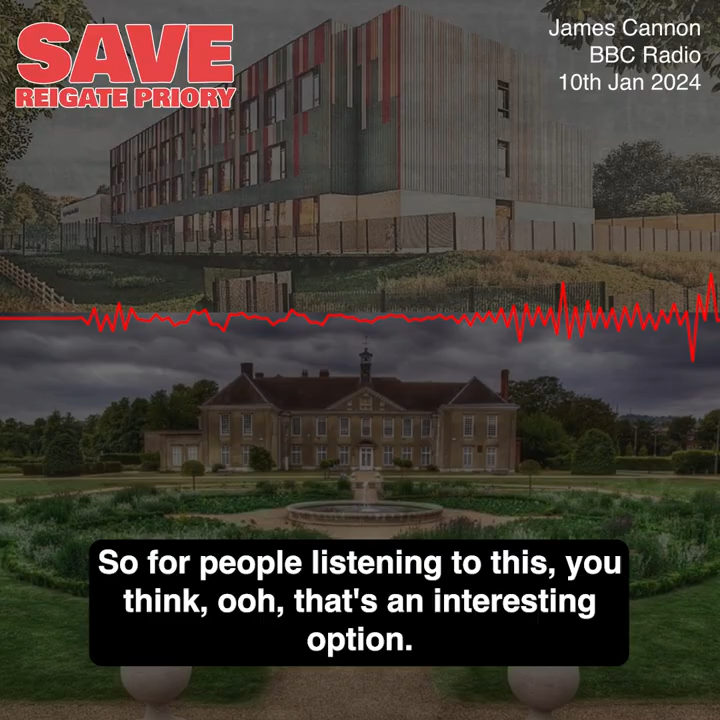 SAVE
REIGATE PRIORY
James Cannon
BBC Radio
10th Jan 2024
So for people listening to this, you
think, ooh, that's an interesting
option.